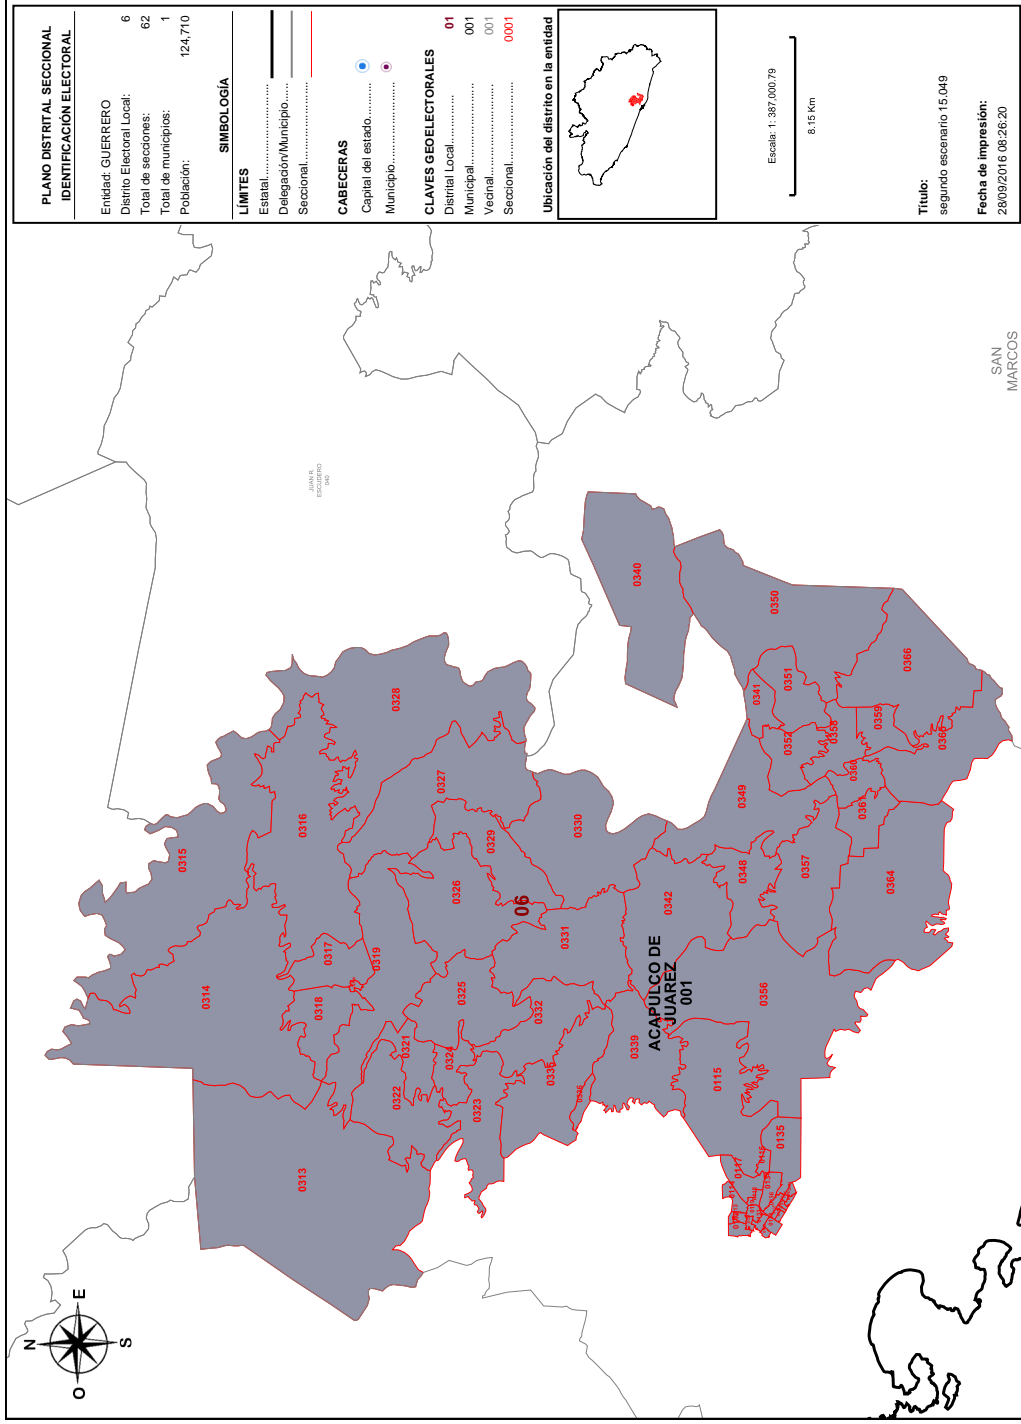 PLANO DISTRITAL SECCIONAL
IDENTIFICACIÓN ELECTORAL
Entidad: GUERRERO
Distrito Electoral Local: 6
Total de secciones: 62
Total de municipios: 1
Población: 124,710
SIMBOLOGÍA
LÍMITES
Estatal
Delegación/Municipio
Seccional
CABECERAS
Capital del estado
Municipio
CLAVES GEOELECTORALES
Distrital Local 01
Municipal 001
Vecinal 001
Seccional 0001
Ubicación del distrito en la entidad
Escala: 1: 387,000.79
8.15 Km
Título:
segundo escenario 15.049
Fecha de impresión:
28/09/2016 08:26:20
N
O
E
S
JUAN R.
ESCUDERO
040
SAN
MARCOS
ACAPULCO DE
JUAREZ
001
06
0313
0314
0315
0316
0317
0318
0319
0321
0322
0323
0324
0325
0326
0327
0328
0329
0330
0331
0332
0339
0340
0341
0342
0348
0349
0350
0351
0352
0356
0357
0358
0359
0360
0361
0364
0365
0366
0115
0117
0135